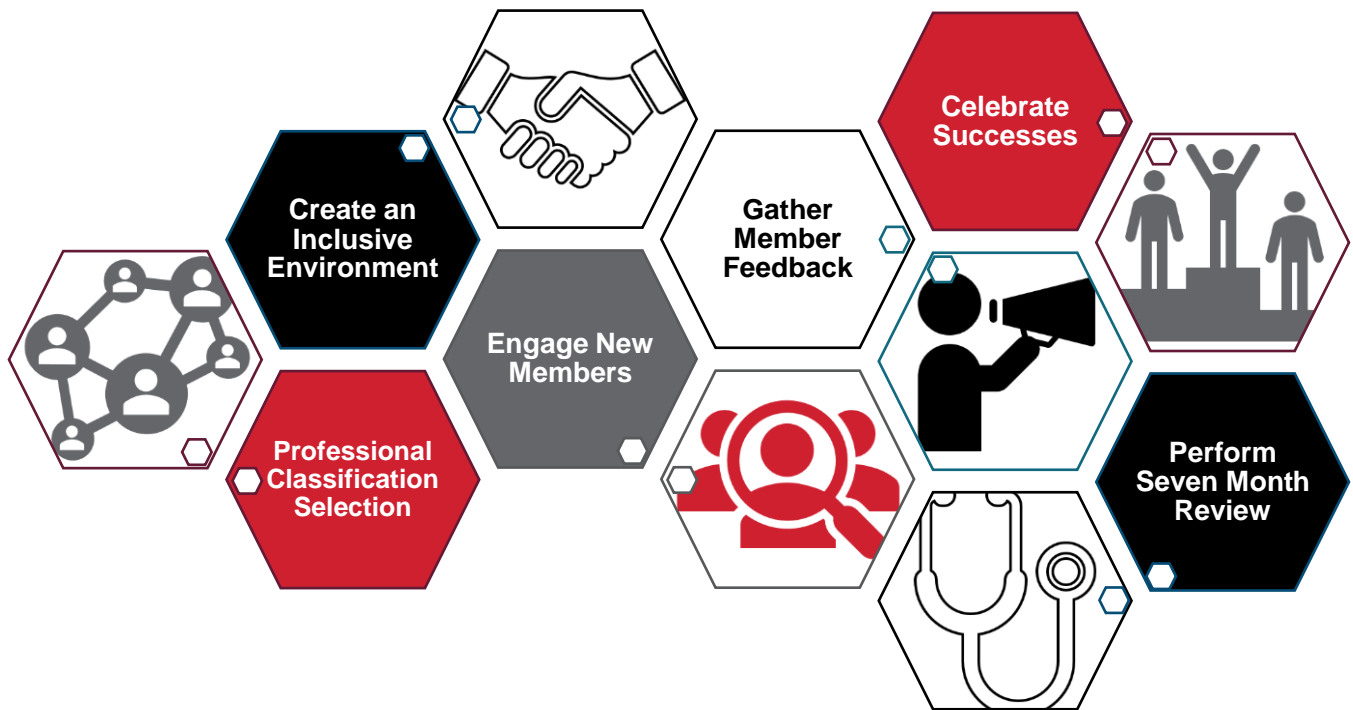 Celebrate
Successes
Create an
Inclusive
Environment
Gather
Member
Feedback
Engage New
Members
Professional
Classification
Selection
Perform
Seven Month
Review